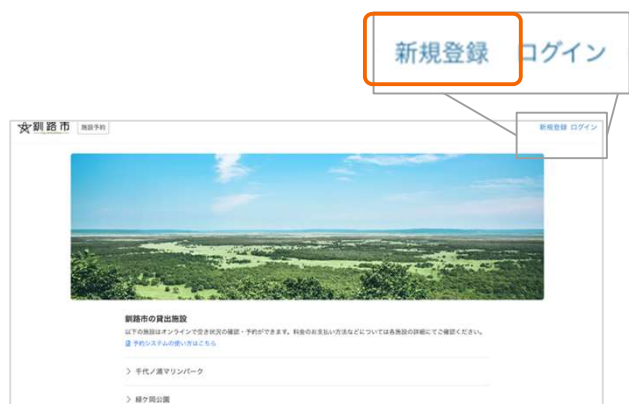 新規登録 ログイン
釧路市 施設予約
新規登録 ログイン
釧路市の貸出施設
以下の施設はオンラインで空き状況の確認・予約ができます。料金のお支払い方法などについては各施設の詳細にてご確認ください。
予約システムの使い方はこちら
千代ノ浦マリンパーク
緑ケ岡公園